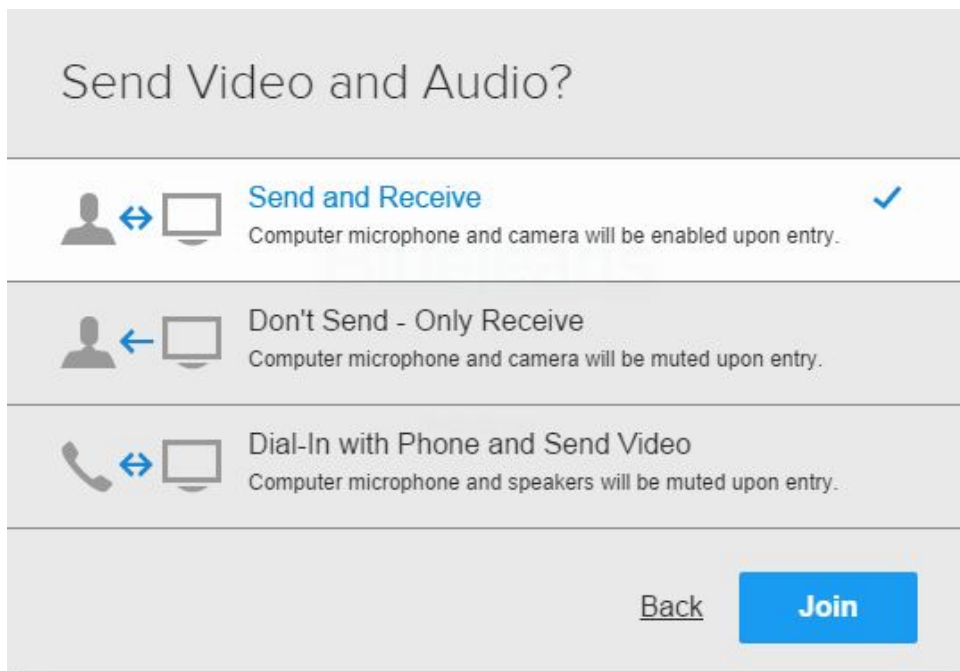 Send Video and Audio?
Send and Receive
Computer microphone and camera will be enabled upon entry.
Don't Send - Only Receive
Computer microphone and camera will be muted upon entry.
Dial-In with Phone and Send Video
Computer microphone and speakers will be muted upon entry.
Back
Join